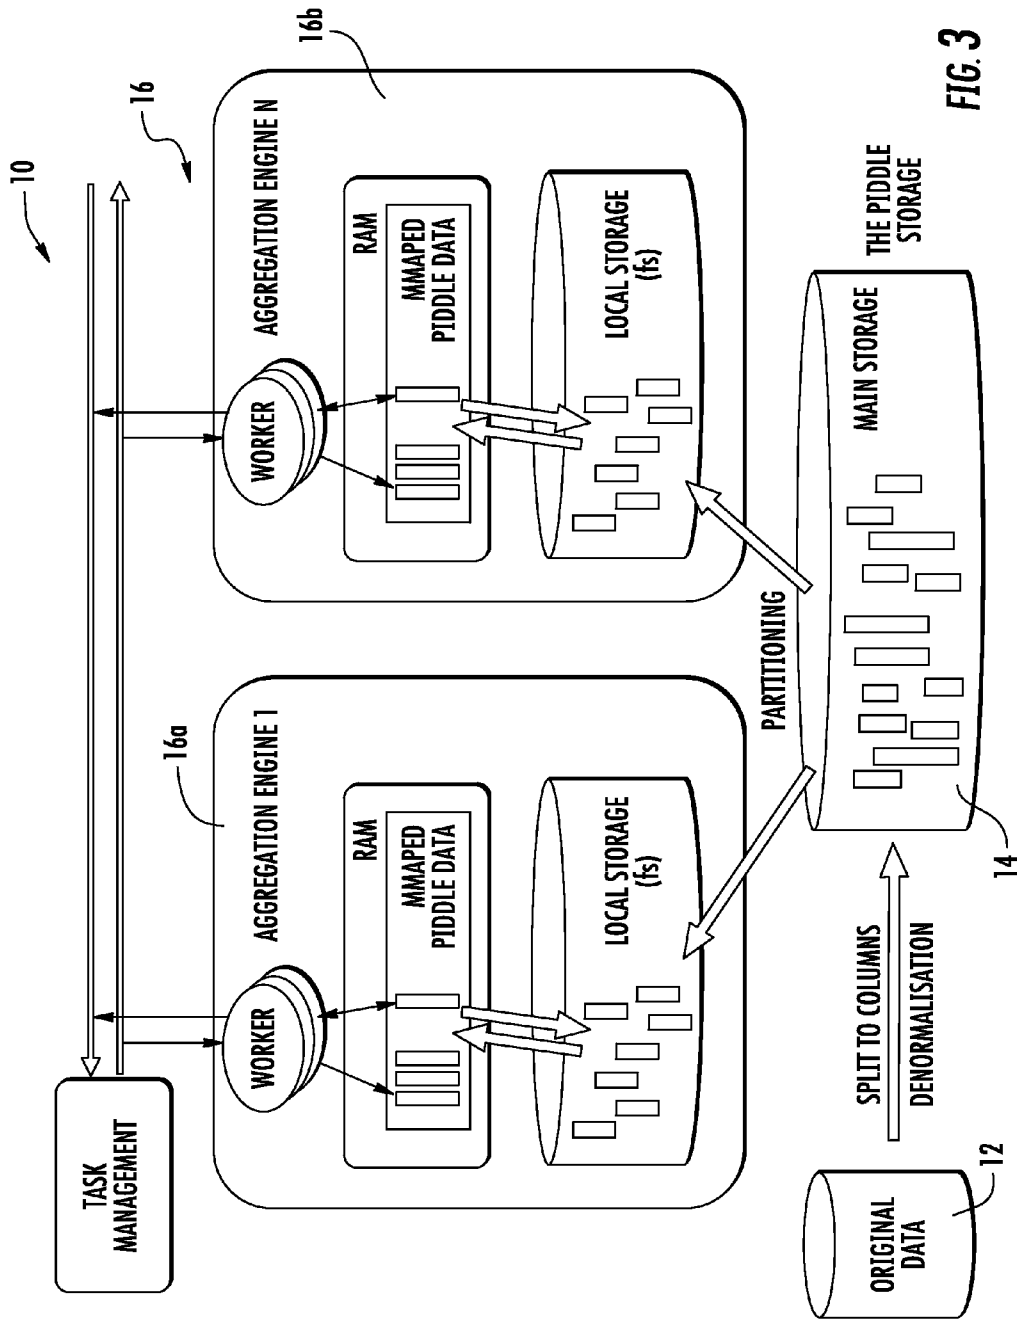 10
TASK
MANAGEMENT
16
16a
AGGREGATION ENGINE 1
WORKER
RAM
MMAPED
PIDDLE DATA
LOCAL STORAGE
(fs)
16b
AGGREGATION ENGINE N
WORKER
RAM
MMAPED
PIDDLE DATA
LOCAL STORAGE
(fs)
PARTITIONING
ORIGINAL
DATA
12
SPLIT TO COLUMNS
DENORMALISATION
14
MAIN STORAGE
THE PIDDLE
STORAGE
FIG. 3